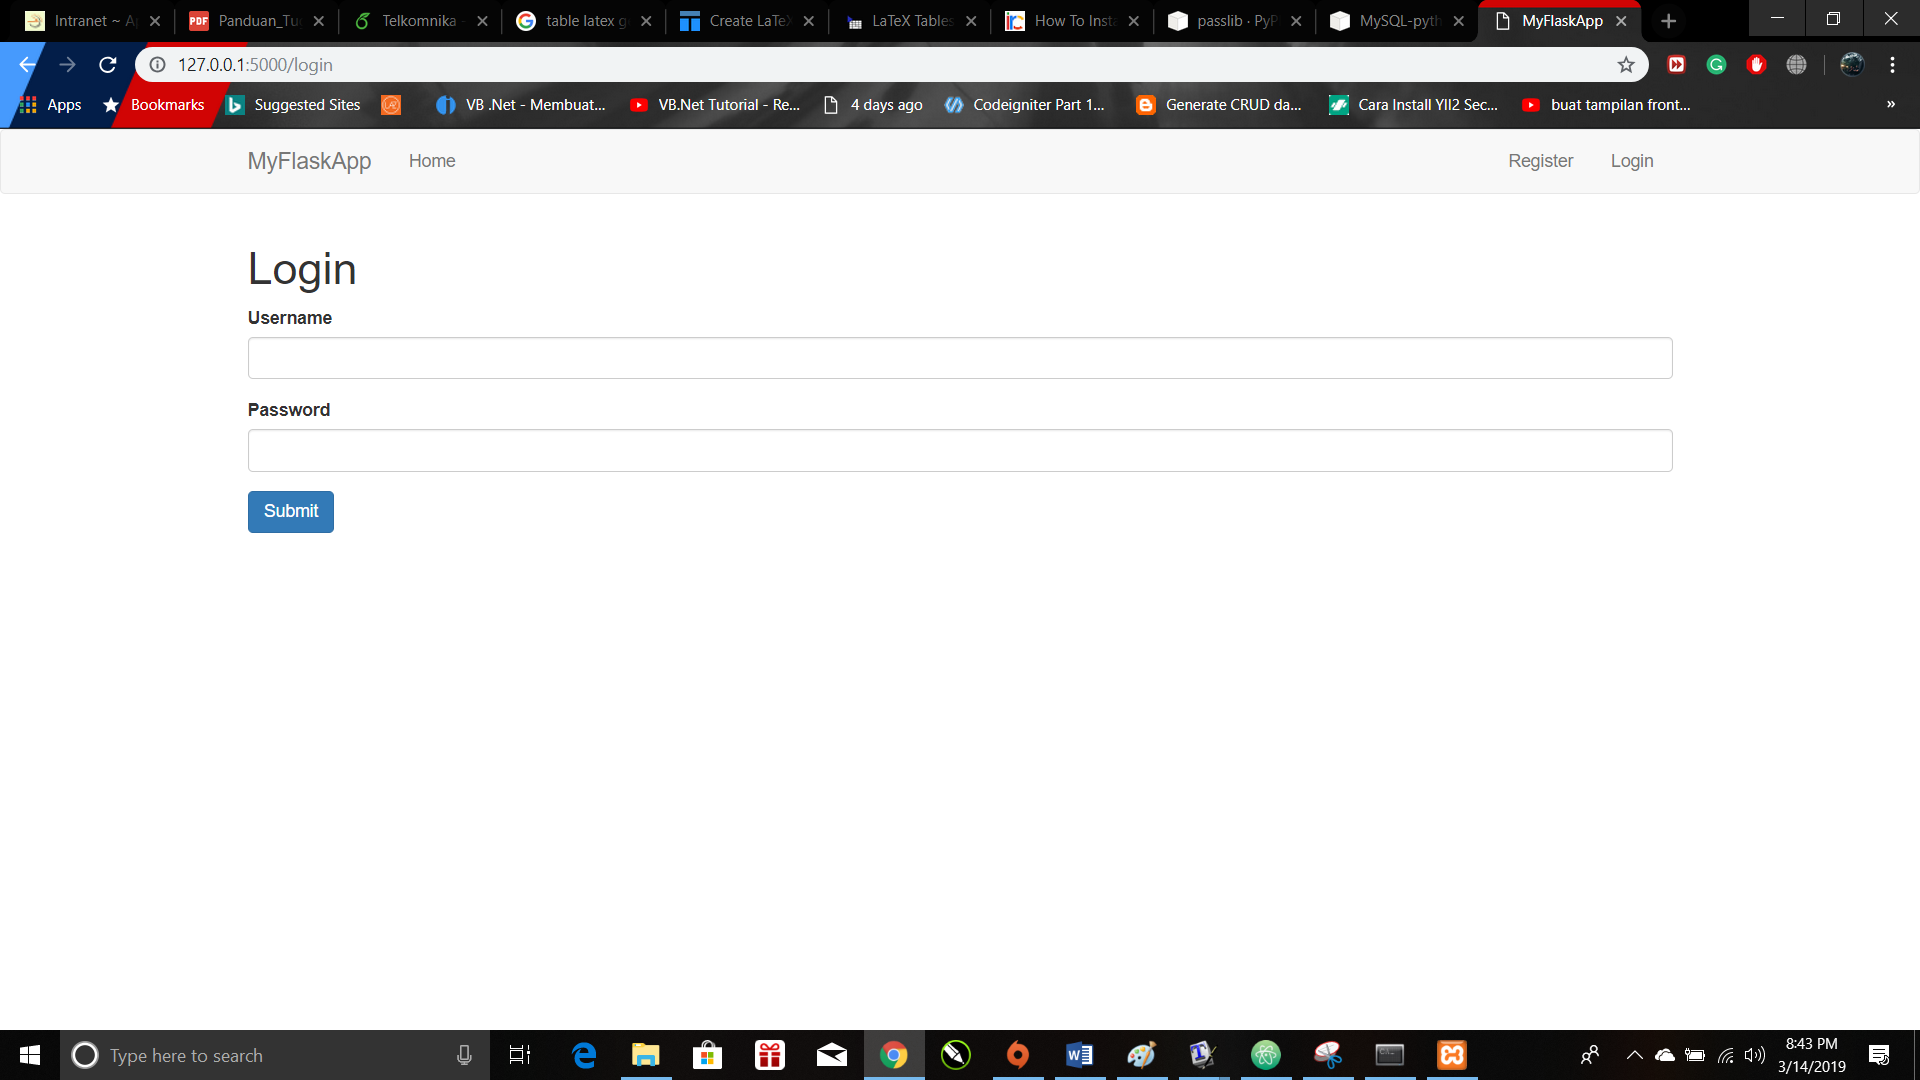 Intranet ~ A
Panduan_Tu
Telkomnika -
table latex g
Create LaTeX
LaTeX Tables
How To Insta
passlib · PyP
MySQL-pyth
MyFlaskApp
127.0.0.1:5000/login
Apps
Bookmarks
Suggested Sites
VB .Net - Membuat...
VB.Net Tutorial - Re...
4 days ago
Codeigniter Part 1...
Generate CRUD da...
Cara Install YII2 Sec...
buat tampilan front...
»
MyFlaskApp
Home
Register
Login
Login
Username
Password
Submit
Type here to search
8:43 PM
3/14/2019